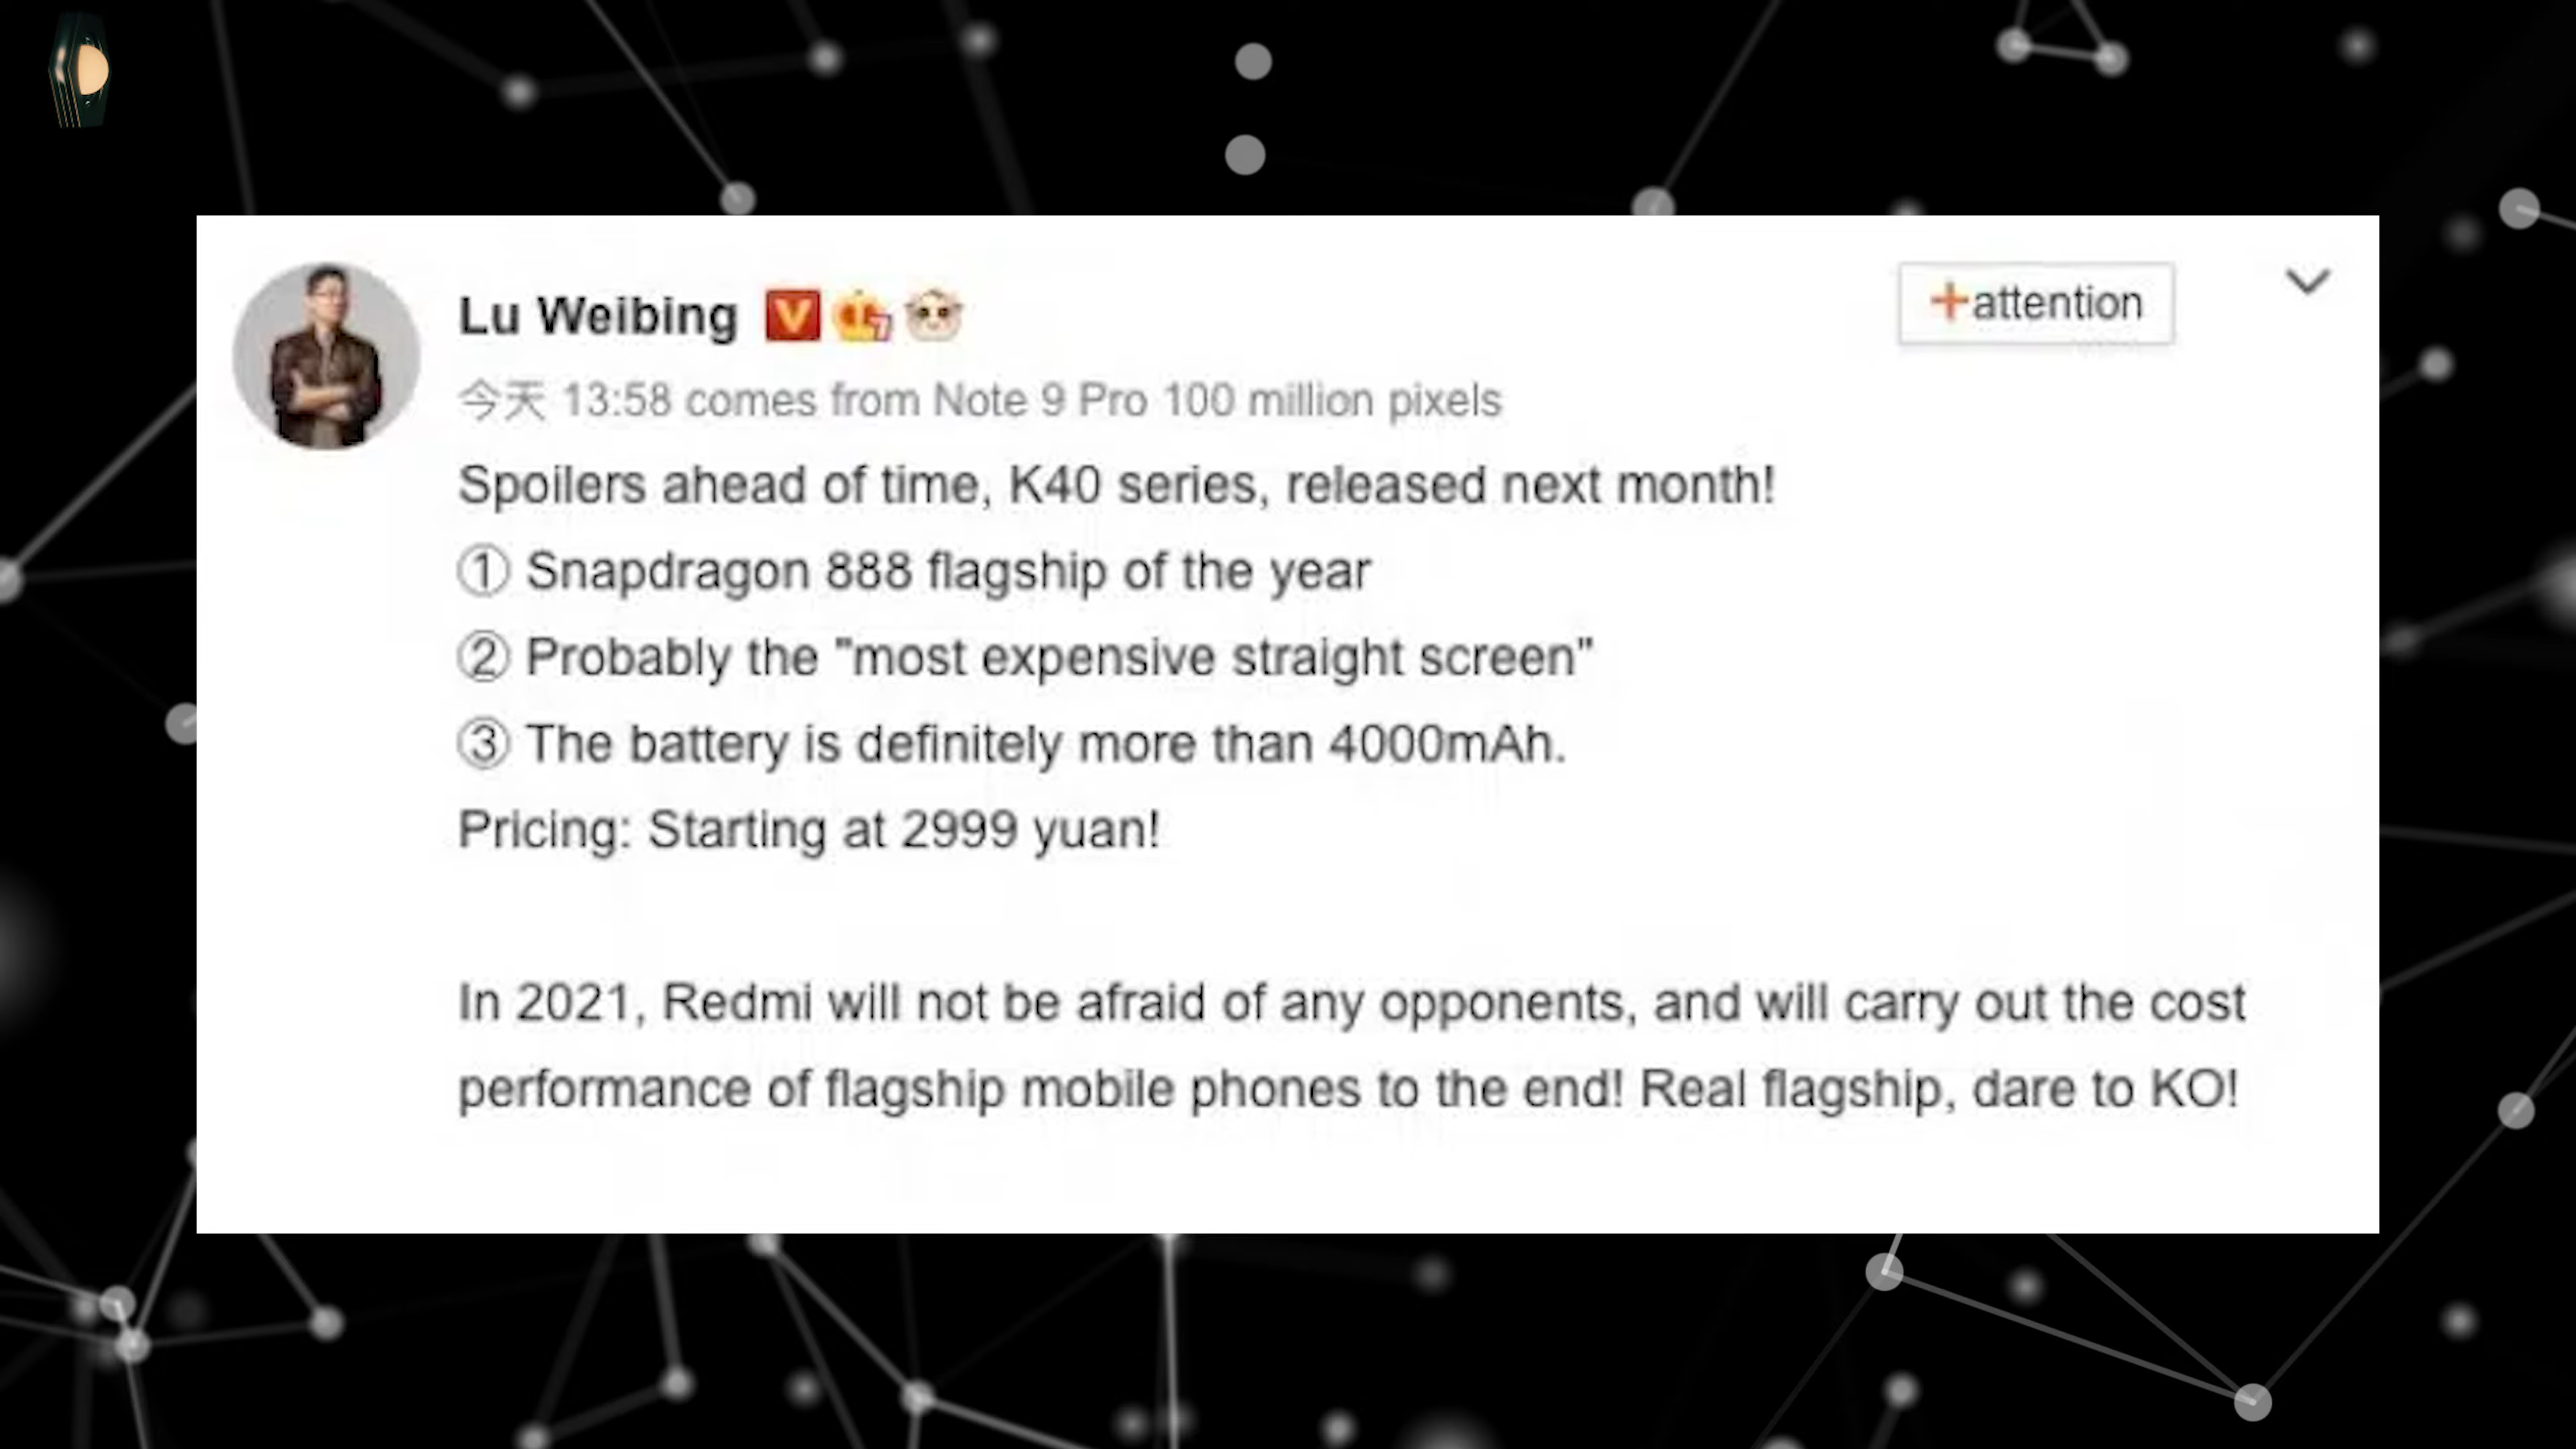 Lu Weibing
+attention
今天 13:58 comes from Note 9 Pro 100 million pixels
Spoilers ahead of time, K40 series, released next month!
① Snapdragon 888 flagship of the year
② Probably the "most expensive straight screen"
③ The battery is definitely more than 4000mAh.
Pricing: Starting at 2999 yuan!
In 2021, Redmi will not be afraid of any opponents, and will carry out the cost
performance of flagship mobile phones to the end! Real flagship, dare to KO!